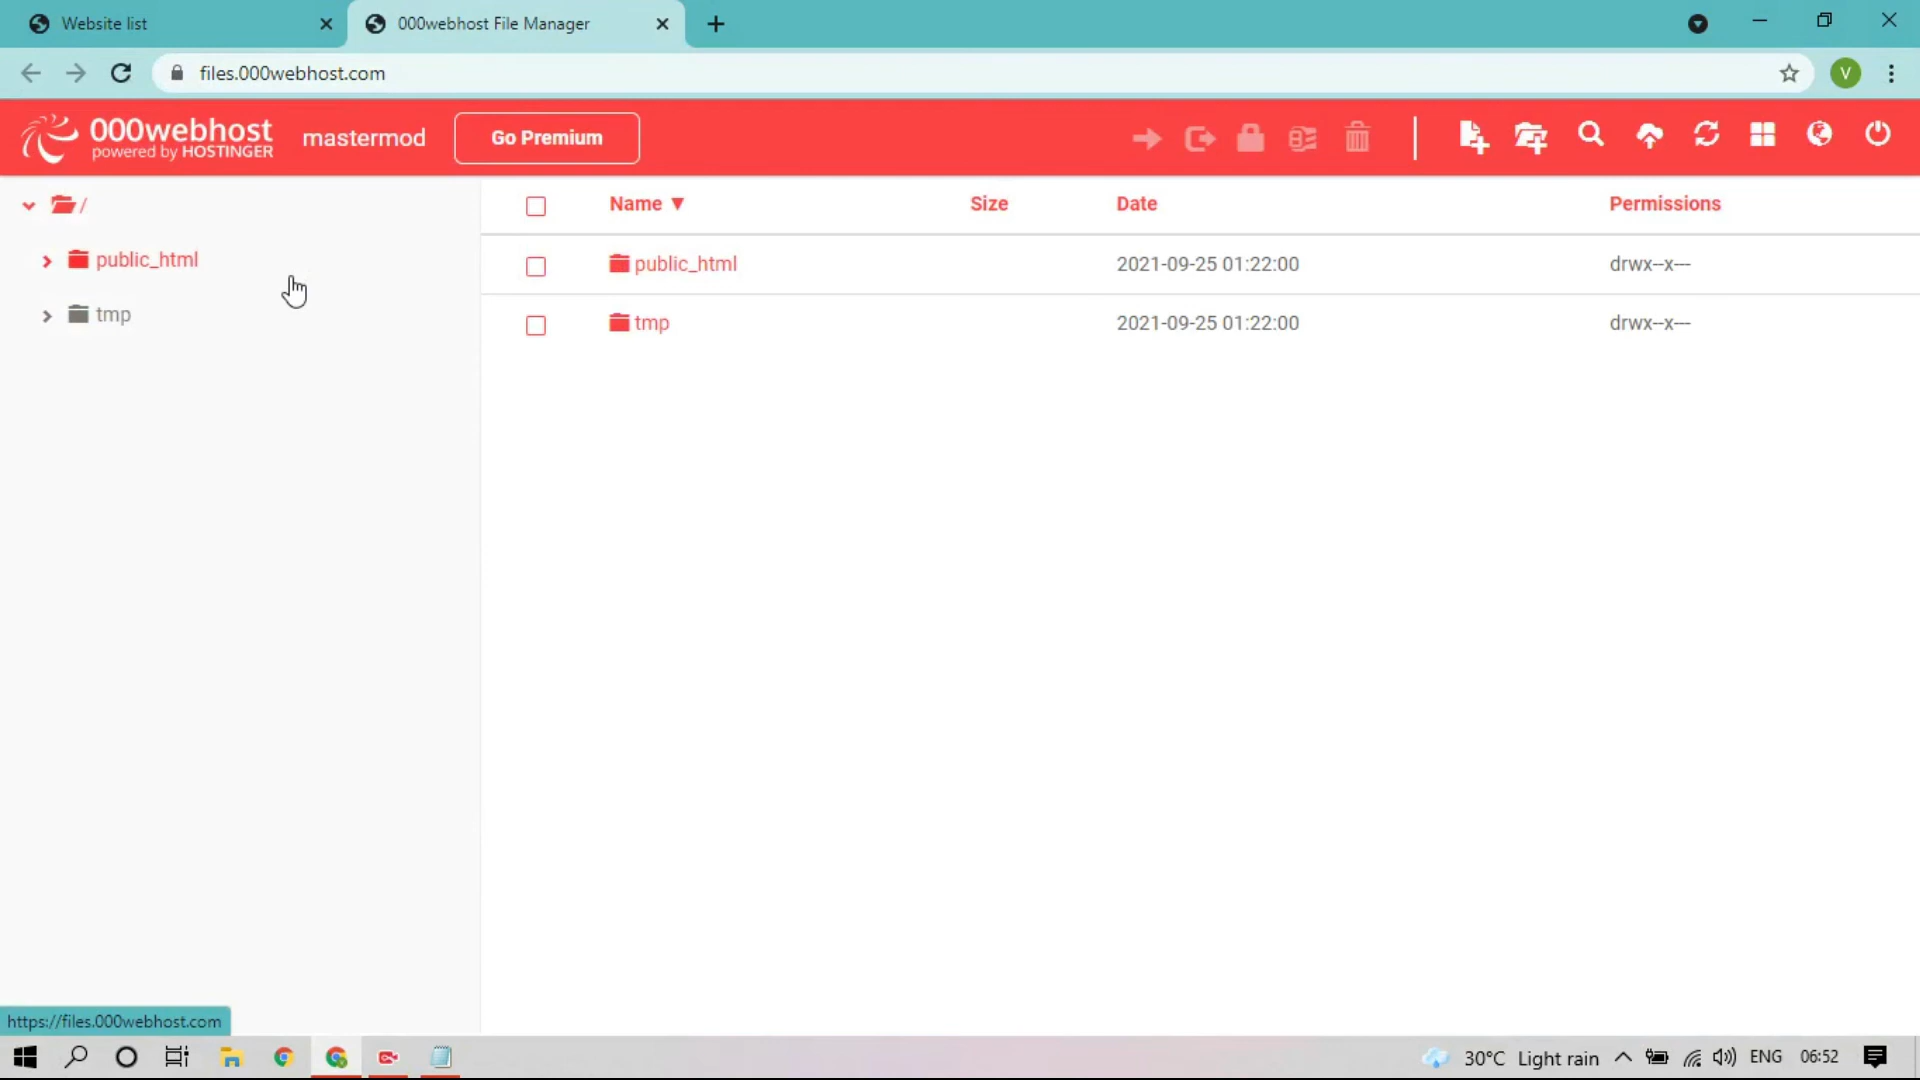 Website list
000webhost File Manager
files.000webhost.com
V
000webhost
powered by HOSTINGER
mastermod
Go Premium
/
public_html
tmp
Name ▼ Size Date Permissions
public_html 2021-09-25 01:22:00 drwx--x---
tmp 2021-09-25 01:22:00 drwx--x---
https://files.000webhost.com
30°C Light rain ENG 06:52